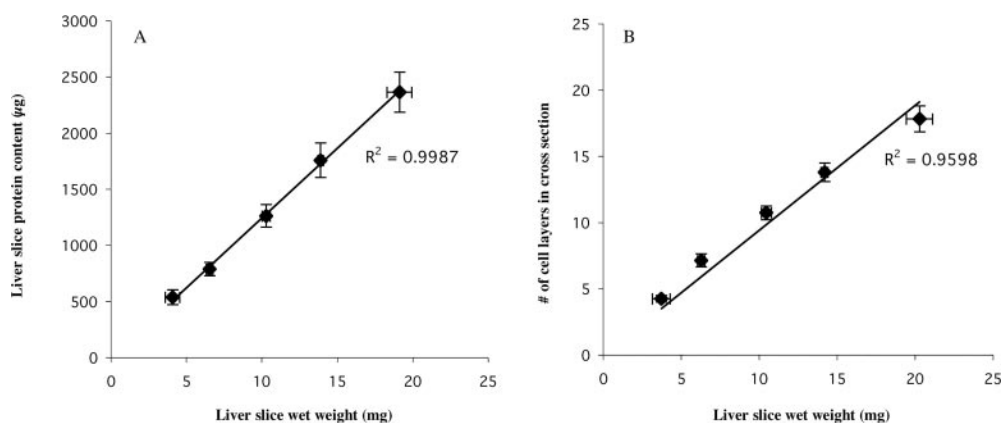 A
Liver slice protein content (µg)
3000
2500
2000
1500
1000
500
0
R² = 0.9987
0 5 10 15 20 25
Liver slice wet weight (mg)
B
# of cell layers in cross section
25
20
15
10
5
0
R² = 0.9598
0 5 10 15 20 25
Liver slice wet weight (mg)